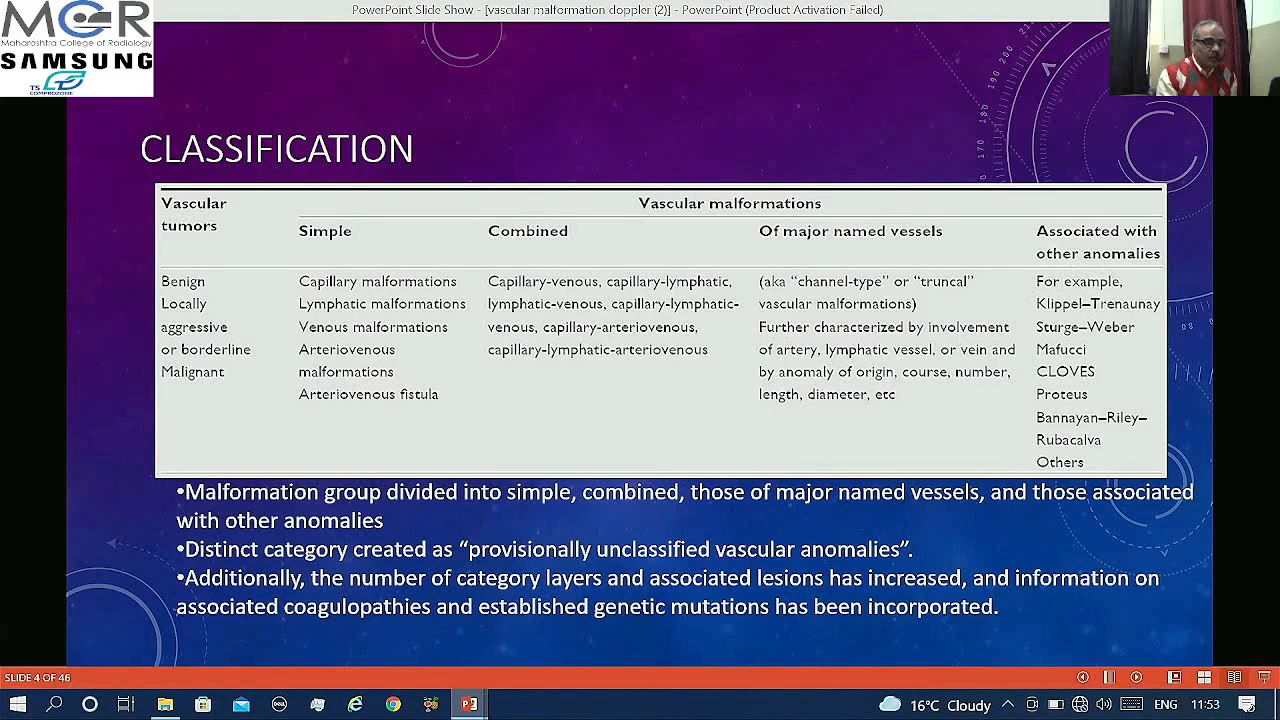 PowerPoint Slide Show - [vascular malformation doppler (2)] - PowerPoint (Product Activation Failed)
MCR
Maharashtra College of Radiology
SAMSUNG
TS
COMPROZONE
CLASSIFICATION
Vascular tumors
Benign
Locally
aggressive
or borderline
Malignant
Vascular malformations
Simple
Capillary malformations
Lymphatic malformations
Venous malformations
Arteriovenous
malformations
Arteriovenous fistula
Combined
Capillary-venous, capillary-lymphatic,
lymphatic-venous, capillary-lymphatic-
venous, capillary-arteriovenous,
capillary-lymphatic-arteriovenous
Of major named vessels
(aka “channel-type” or “truncal”
vascular malformations)
Further characterized by involvement
of artery, lymphatic vessel, or vein and
by anomaly of origin, course, number,
length, diameter, etc
Associated with
other anomalies
For example,
Klippel–Trenaunay
Sturge–Weber
Mafucci
CLOVES
Proteus
Bannayan–Riley–
Rubacalva
Others
•Malformation group divided into simple, combined, those of major named vessels, and those associated
with other anomalies
•Distinct category created as “provisionally unclassified vascular anomalies”.
•Additionally, the number of category layers and associated lesions has increased, and information on
associated coagulopathies and established genetic mutations has been incorporated.
210
200
190
180
170
SLIDE 4 OF 46
16°C Cloudy
ENG
11:53